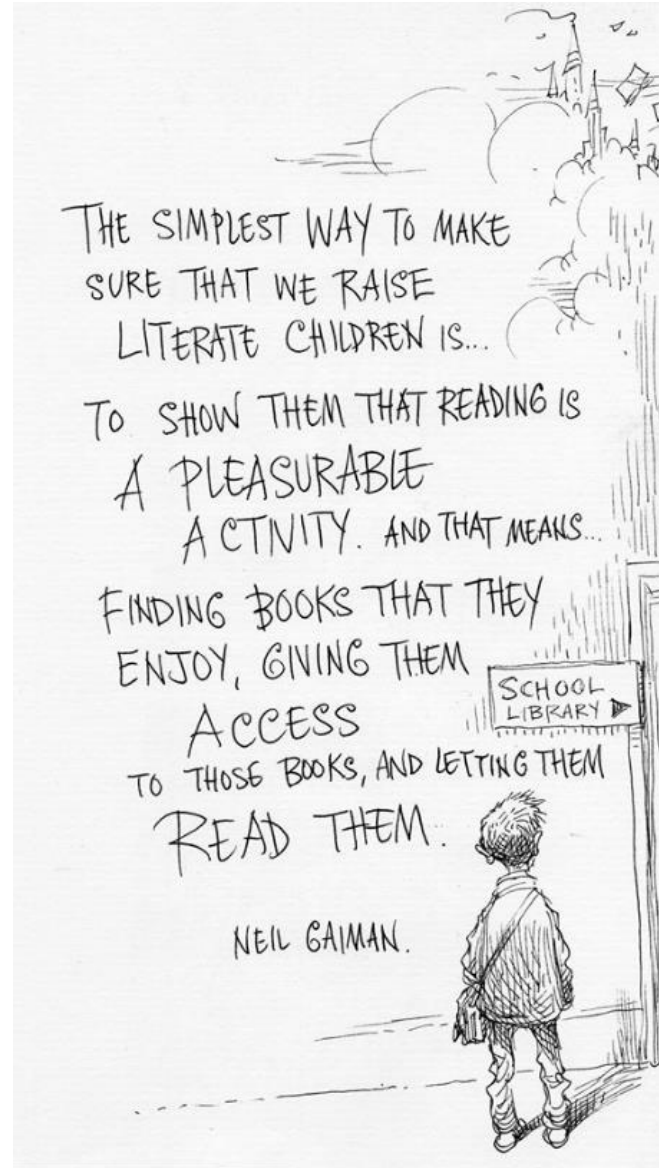 THE SIMPLEST WAY TO MAKE
SURE THAT WE RAISE
LITERATE CHILDREN IS...
TO SHOW THEM THAT READING IS
A PLEASURABLE
ACTIVITY. AND THAT MEANS...
FINDING BOOKS THAT THEY
ENJOY, GIVING THEM
ACCESS
TO THOSE BOOKS, AND LETTING THEM
READ THEM.
NEIL GAIMAN.
SCHOOL
LIBRARY